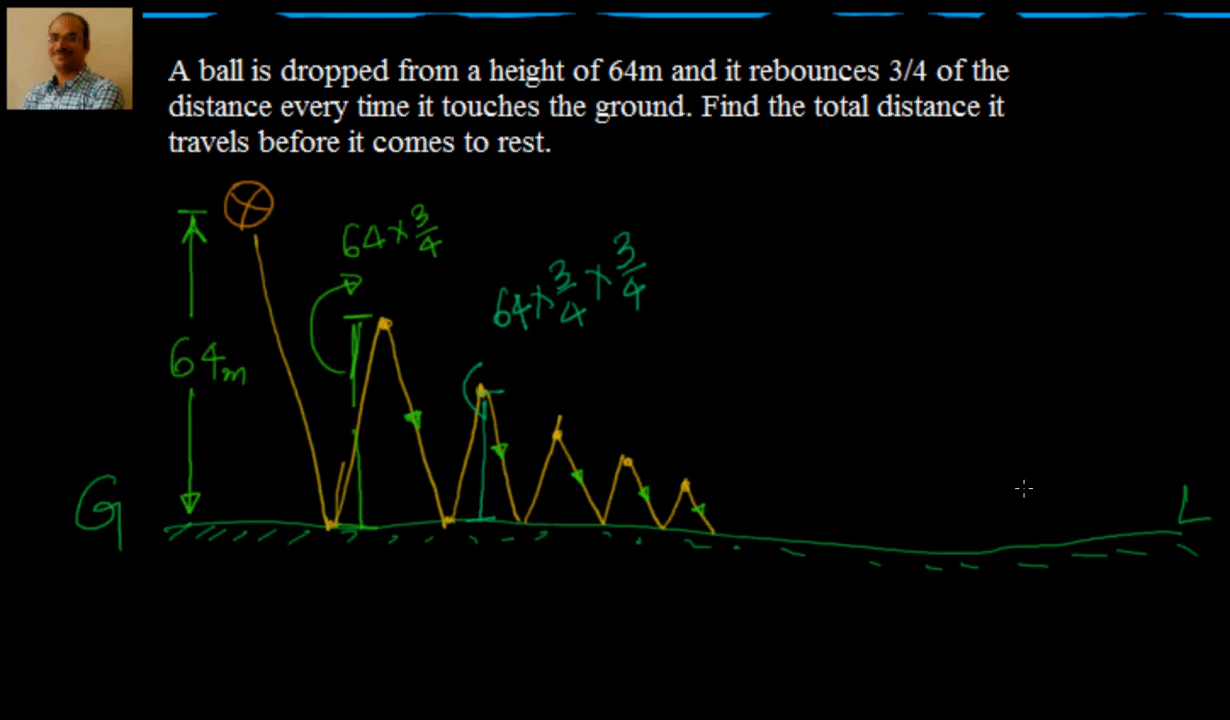 A ball is dropped from a height of 64m and it rebounces 3/4 of the
distance every time it touches the ground. Find the total distance it
travels before it comes to rest.
64 × 3/4
64 × 3/4 × 3/4
64m
G L